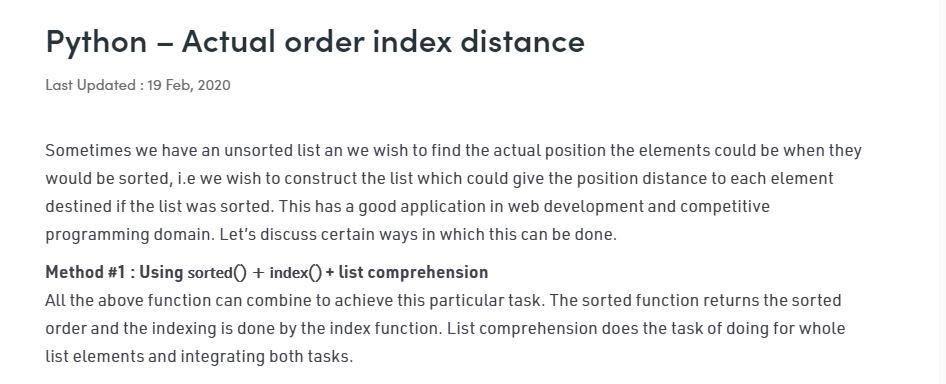 Python – Actual order index distance
Last Updated : 19 Feb, 2020
Sometimes we have an unsorted list an we wish to find the actual position the elements could be when they
would be sorted, i.e we wish to construct the list which could give the position distance to each element
destined if the list was sorted. This has a good application in web development and competitive
programming domain. Let’s discuss certain ways in which this can be done.
Method #1 : Using sorted() + index() + list comprehension
All the above function can combine to achieve this particular task. The sorted function returns the sorted
order and the indexing is done by the index function. List comprehension does the task of doing for whole
list elements and integrating both tasks.